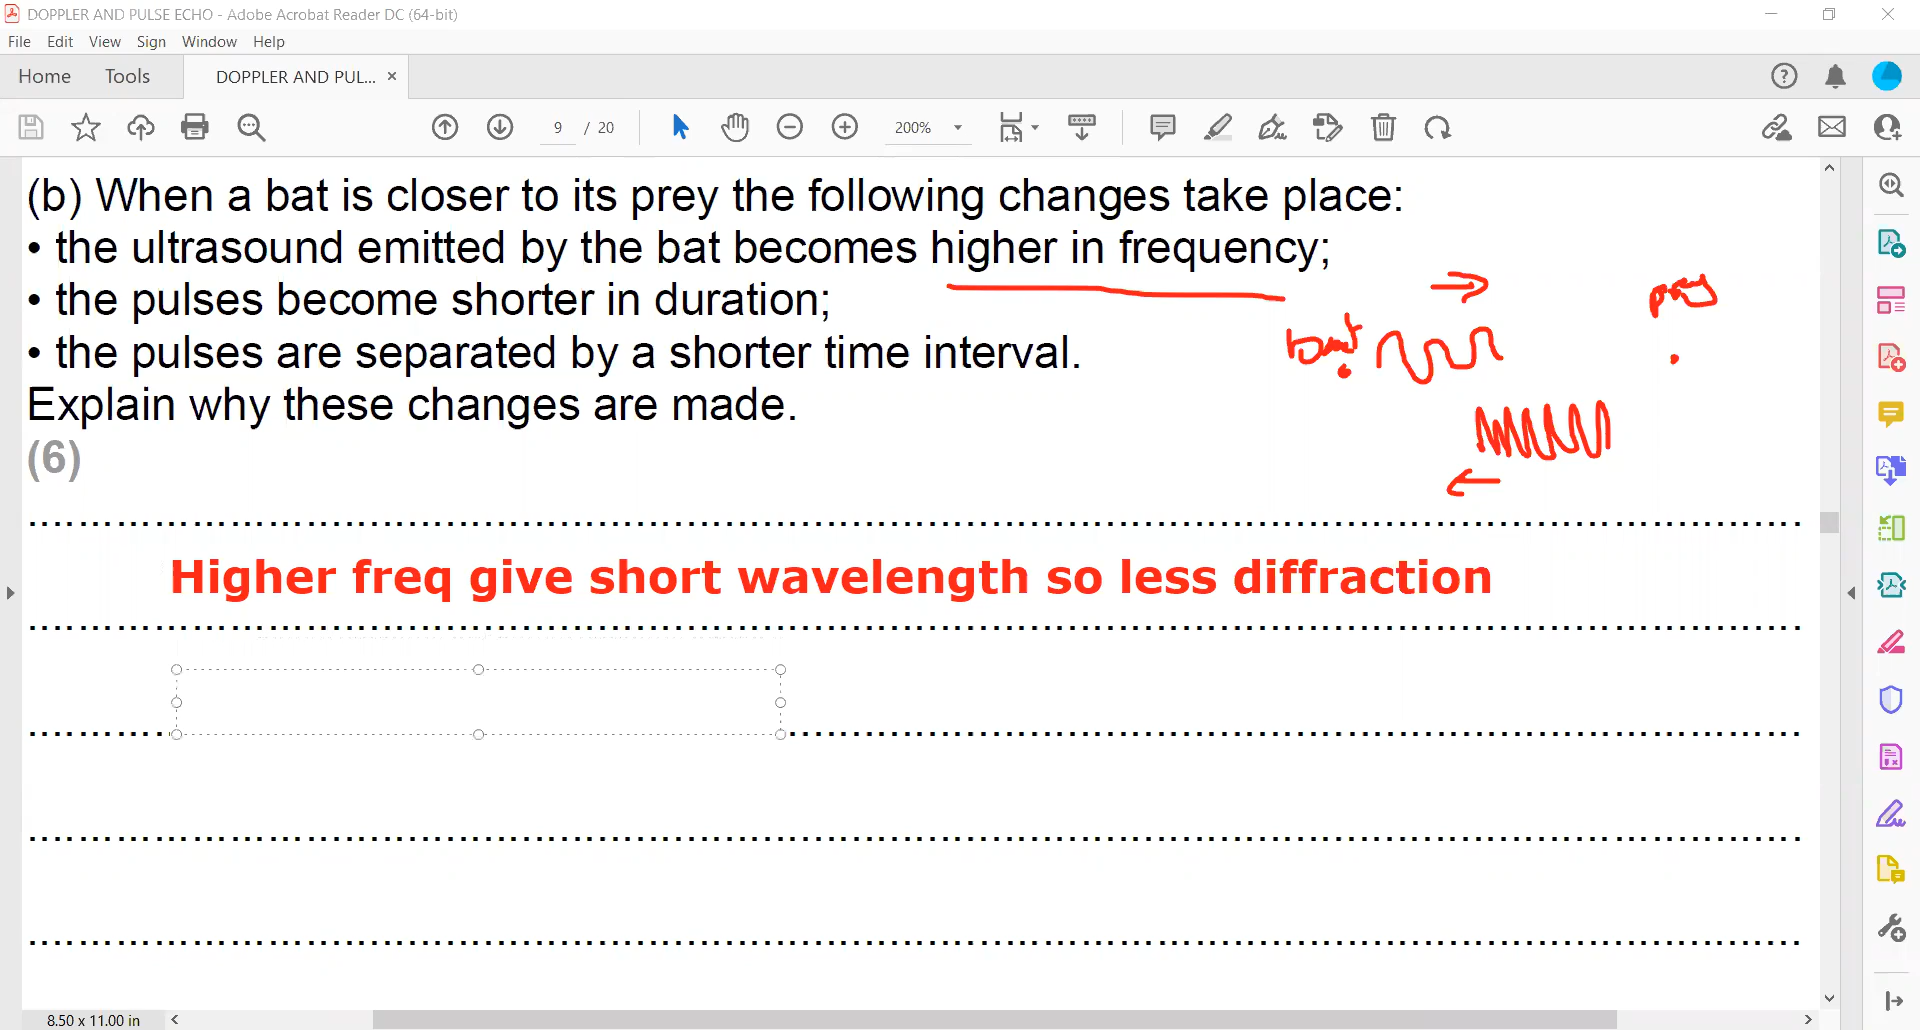 DOPPLER AND PULSE ECHO - Adobe Acrobat Reader DC (64-bit)
File Edit View Sign Window Help
Home Tools DOPPLER AND PUL... ×
9 / 20 200%
(b) When a bat is closer to its prey the following changes take place:
• the ultrasound emitted by the bat becomes higher in frequency;
• the pulses become shorter in duration;
prey
• the pulses are separated by a shorter time interval.
bat
Explain why these changes are made.
(6)
Higher freq give short wavelength so less diffraction
8.50 x 11.00 in